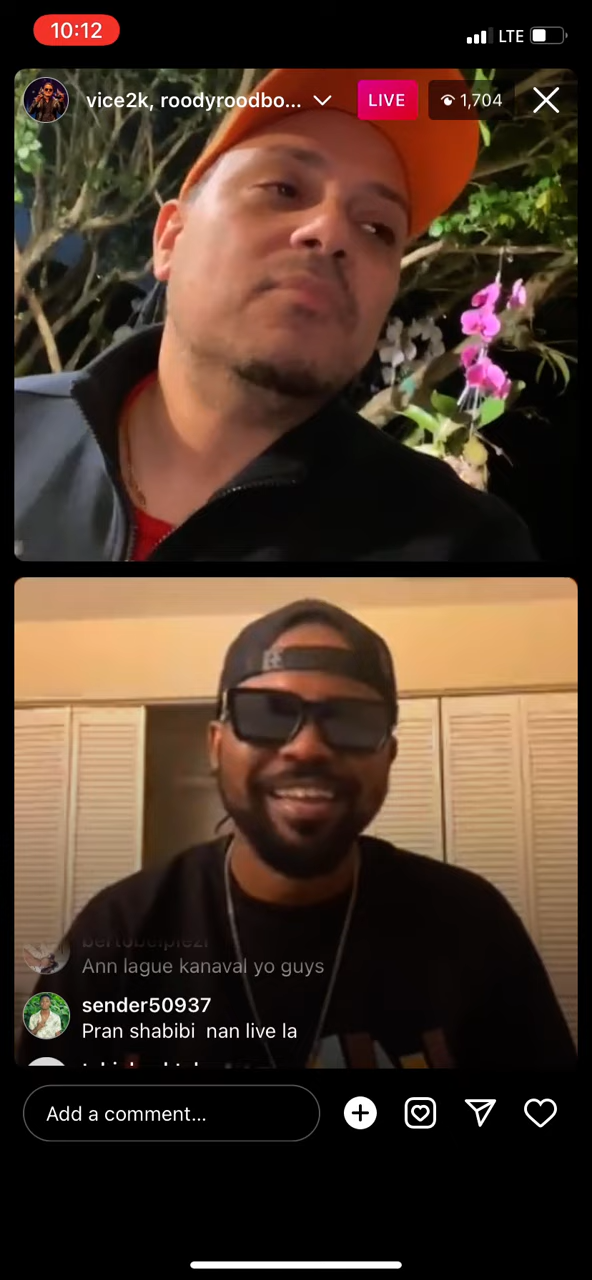 10:12
LTE
vice2k, roodyroodbo...
LIVE
1,704
Ann lague kanaval yo guys
sender50937
Pran shabibi nan live la
Add a comment...